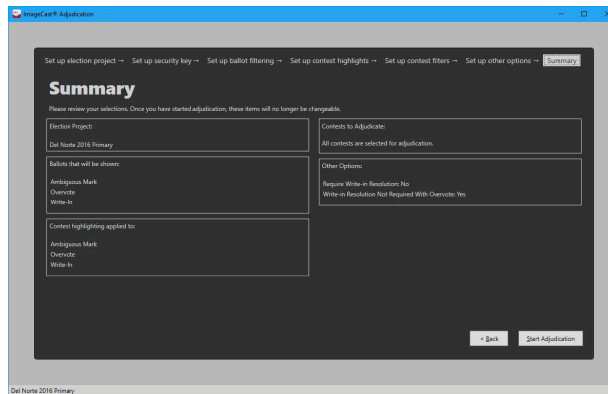 ImageCast® Adjudication
Set up election project → Set up security key → Set up ballot filtering → Set up contest highlights → Set up contest filters → Set up other options → Summary
Summary
Please review your selections. Once you have started adjudication, these items will no longer be changeable.
Election Project:
Del Norte 2016 Primary
Contests to Adjudicate:
All contests are selected for adjudication.
Ballots that will be shown:
Ambiguous Mark
Overvote
Write-In
Other Options:
Require Write-in Resolution: No
Write-in Resolution Not Required With Overvote: Yes
Contest highlighting applied to:
Ambiguous Mark
Overvote
Write-In
< Back
Start Adjudication
Del Norte 2016 Primary